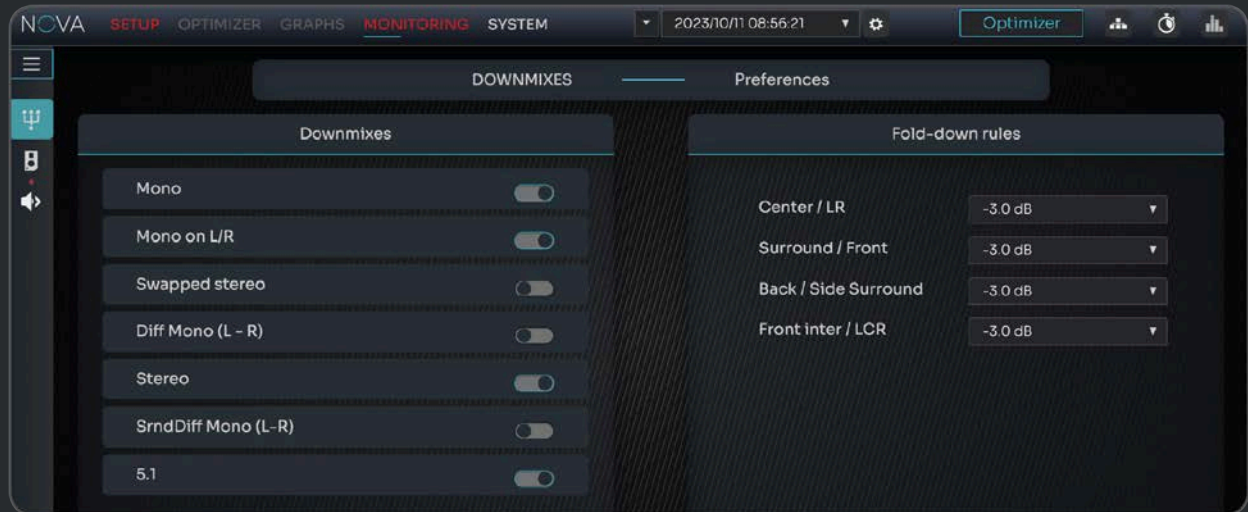 NOVA SETUP OPTIMIZER GRAPHS MONITORING SYSTEM 2023/10/11 08:56:21 Optimizer
DOWNMIXES Preferences
Downmixes
Mono
Mono on L/R
Swapped stereo
Diff Mono (L - R)
Stereo
SrndDiff Mono (L-R)
5.1
Fold-down rules
Center / LR -3.0 dB
Surround / Front -3.0 dB
Back / Side Surround -3.0 dB
Front inter / LCR -3.0 dB